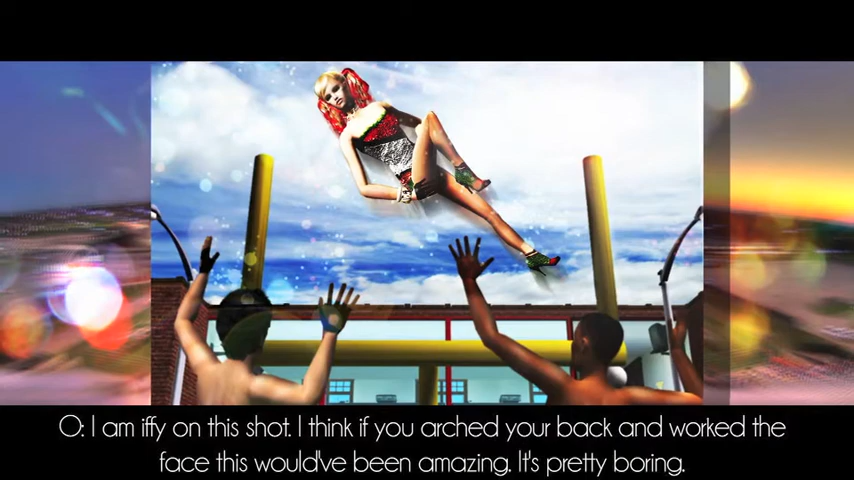 O: I am iffy on this shot. I think if you arched your back and worked the
face this would've been amazing. It's pretty boring.